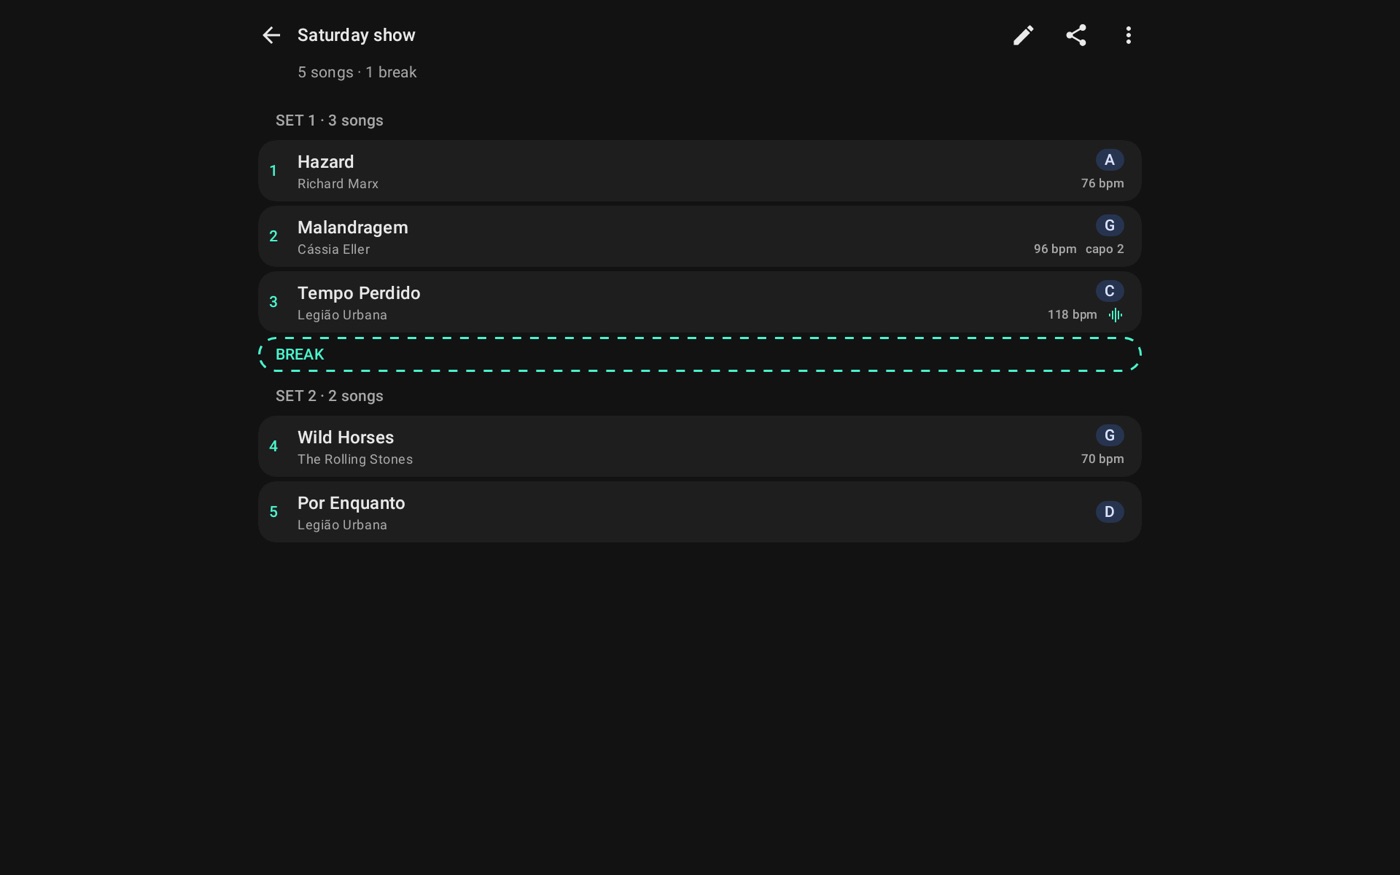 Saturday show
5 songs · 1 break
SET 1 · 3 songs
1
Hazard
Richard Marx
A
76 bpm
2
Malandragem
Cássia Eller
G
96 bpm capo 2
3
Tempo Perdido
Legião Urbana
C
118 bpm
BREAK
SET 2 · 2 songs
4
Wild Horses
The Rolling Stones
G
70 bpm
5
Por Enquanto
Legião Urbana
D